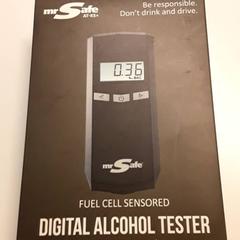 mr Safe
AT-RS+
Be responsible.
Don't drink and drive.
0.36
mr Safe
FUEL CELL SENSORED
DIGITAL ALCOHOL TESTER